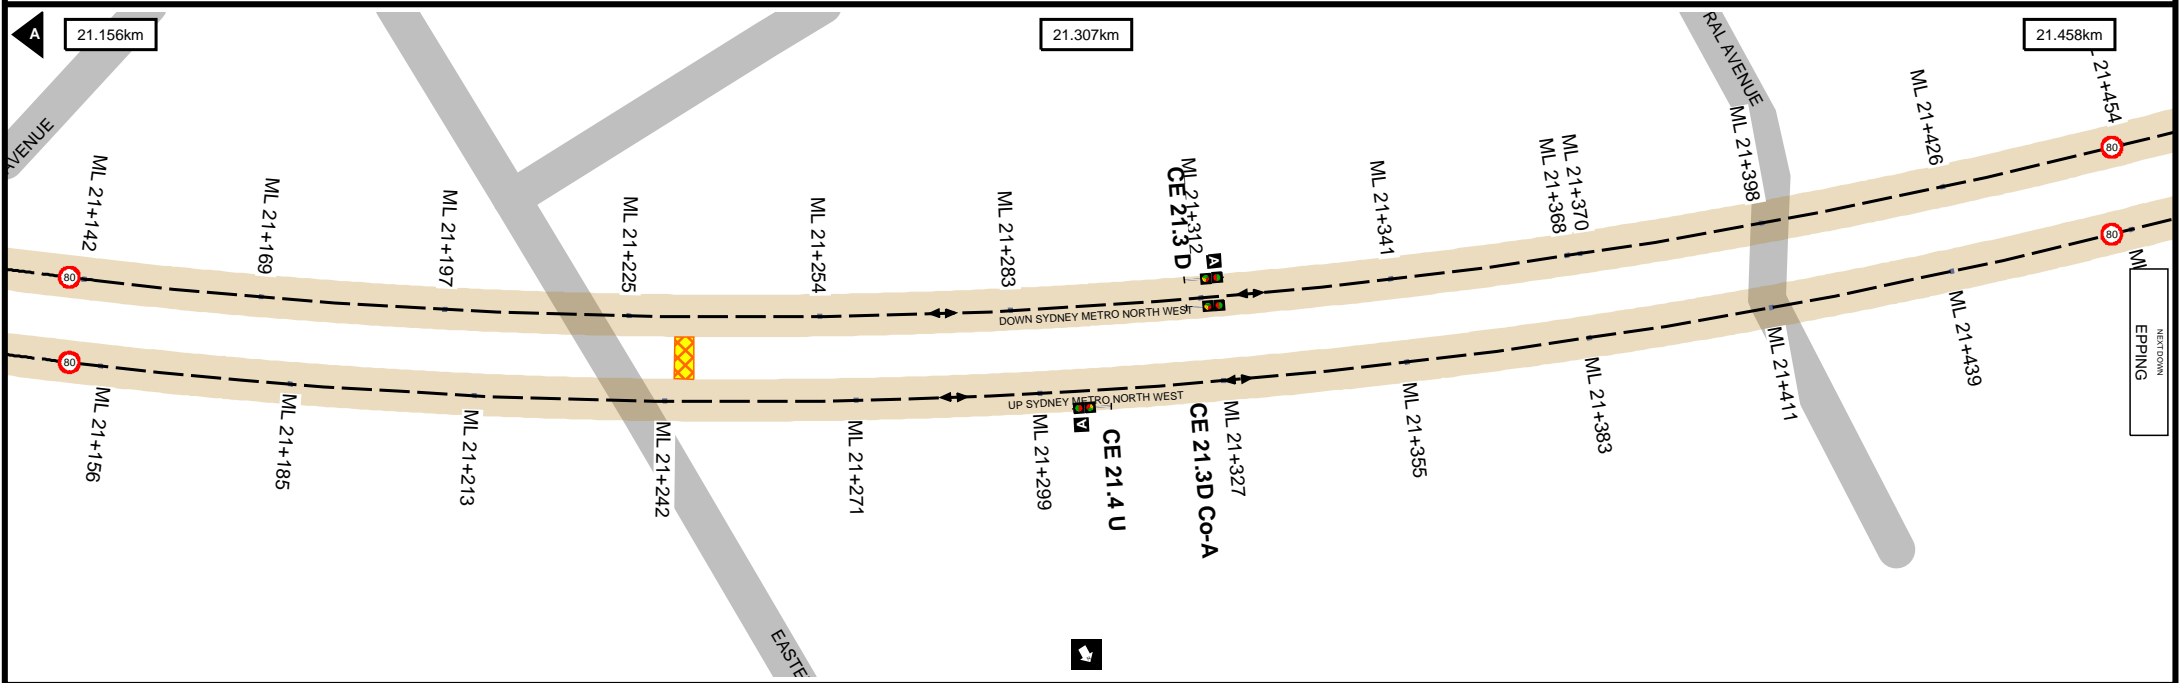 A
21.156km
21.307km
21.458km
AVENUE
RAL AVENUE
ML 21+142
ML 21+169
ML 21+197
ML 21+225
ML 21+254
ML 21+283
ML 21+312
CE 21.3 D
A
ML 21+341
ML 21+368
ML 21+370
ML 21+398
ML 21+426
21+454
80
80
DOWN SYDNEY METRO NORTH WEST
80
80
UP SYDNEY METRO NORTH WEST
A
ML 21+156
ML 21+185
ML 21+213
ML 21+242
ML 21+271
ML 21+299
CE 21.4 U
CE 21.3D Co-A
ML 21+327
ML 21+355
ML 21+383
ML 21+411
ML 21+439
NEXT DOWN
EPPING
EASTE